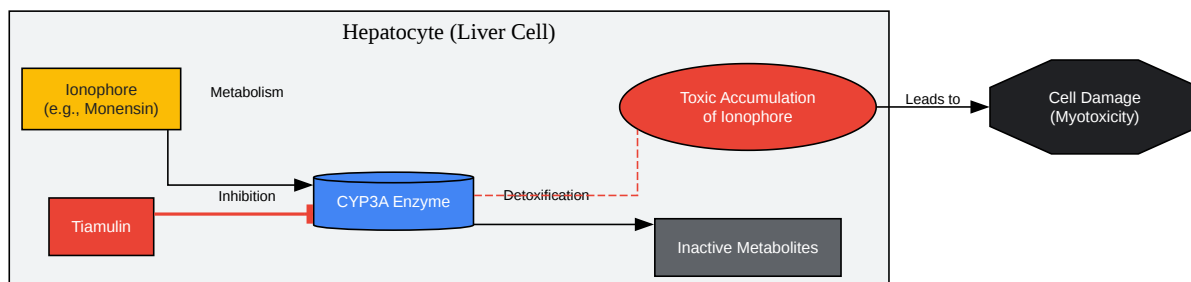 Hepatocyte (Liver Cell)
Ionophore
(e.g., Monensin)
Metabolism
Toxic Accumulation
of Ionophore
Leads to
Cell Damage
(Myotoxicity)
Inhibition
CYP3A Enzyme
Detoxification
Tiamulin
Inactive Metabolites